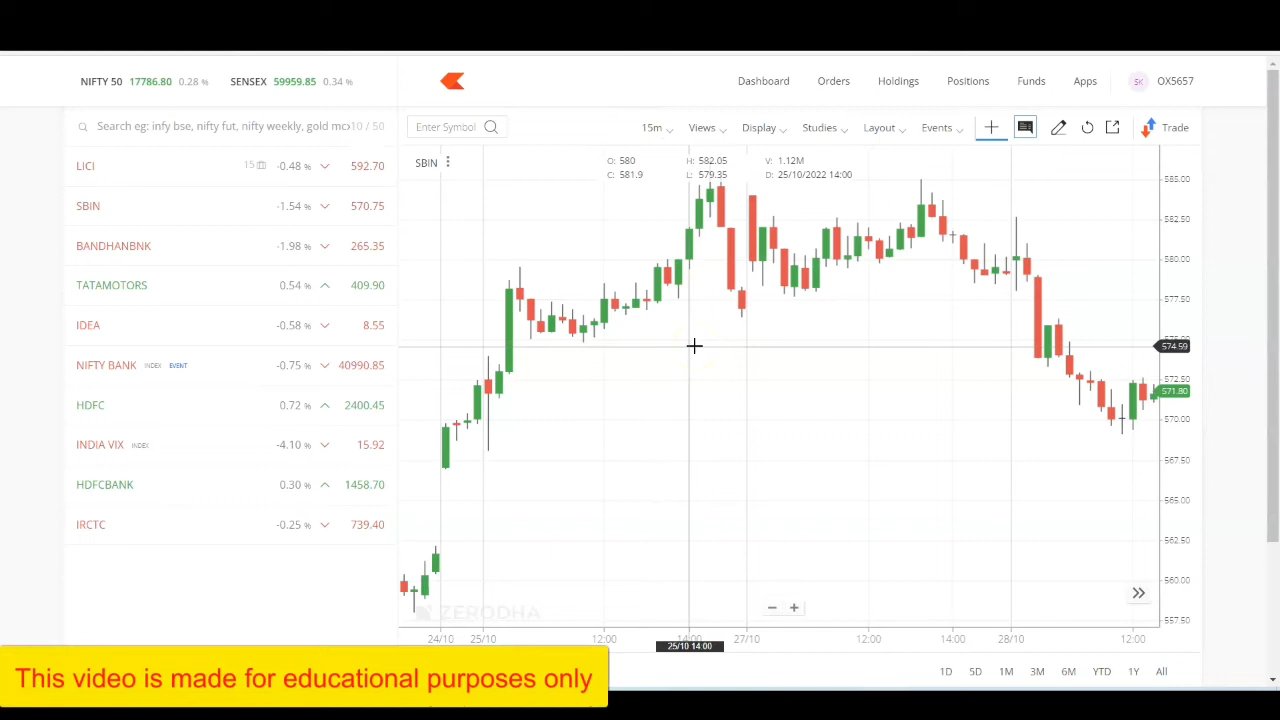 NIFTY 50 17786.80 0.28 % SENSEX 59959.85 0.34 %
Dashboard Orders Holdings Positions Funds Apps SK OX5657
Search eg: infy bse, nifty fut, nifty weekly, gold mcx 10 / 50
Enter Symbol 15m Views Display Studies Layout Events Trade
LICI 15 -0.48 % 592.70
SBIN -1.54 % 570.75
BANDHANBNK -1.98 % 265.35
TATAMOTORS 0.54 % 409.90
IDEA -0.58 % 8.55
NIFTY BANK INDEX EVENT -0.75 % 40990.85
HDFC 0.72 % 2400.45
INDIA VIX INDEX -4.10 % 15.92
HDFCBANK 0.30 % 1458.70
IRCTC -0.25 % 739.40
SBIN
O: 580 H: 582.05 V: 1.12M
C: 581.9 L: 579.35 D: 25/10/2022 14:00
585.00
582.50
580.00
577.50
574.59
572.50
571.80
570.00
567.50
565.00
562.50
560.00
557.50
ZERODHA
24/10 25/10 12:00 14:00 27/10 12:00 14:00 28/10 12:00
25/10 14:00
1D 5D 1M 3M 6M YTD 1Y All
This video is made for educational purposes only